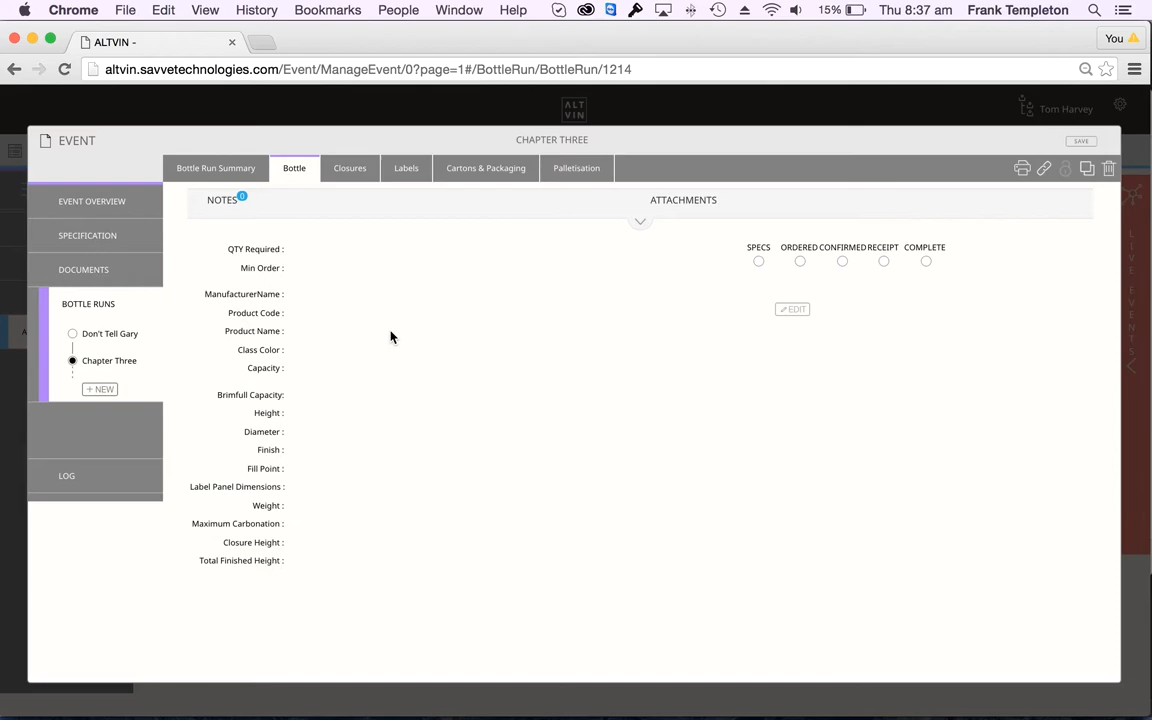 Chrome File Edit View History Bookmarks People Window Help 15% Thu 8:37 am Frank Templeton
ALTVIN - You
altvin.savvetechnologies.com/Event/ManageEvent/0?page=1#/BottleRun/BottleRun/1214
ALT
VIN
Tom Harvey
EVENT
CHAPTER THREE
SAVE
Bottle Run Summary Bottle Closures Labels Cartons & Packaging Palletisation
EVENT OVERVIEW
SPECIFICATION
DOCUMENTS
BOTTLE RUNS
Don't Tell Gary
Chapter Three
+ NEW
LOG
NOTES 0
ATTACHMENTS
QTY Required :
Min Order :
ManufacturerName :
Product Code :
Product Name :
Class Color :
Capacity :
Brimfull Capacity:
Height :
Diameter :
Finish :
Fill Point :
Label Panel Dimensions :
Weight :
Maximum Carbonation :
Closure Height :
Total Finished Height :
SPECS ORDERED CONFIRMED RECEIPT COMPLETE
EDIT
LIVE EVENTS
A